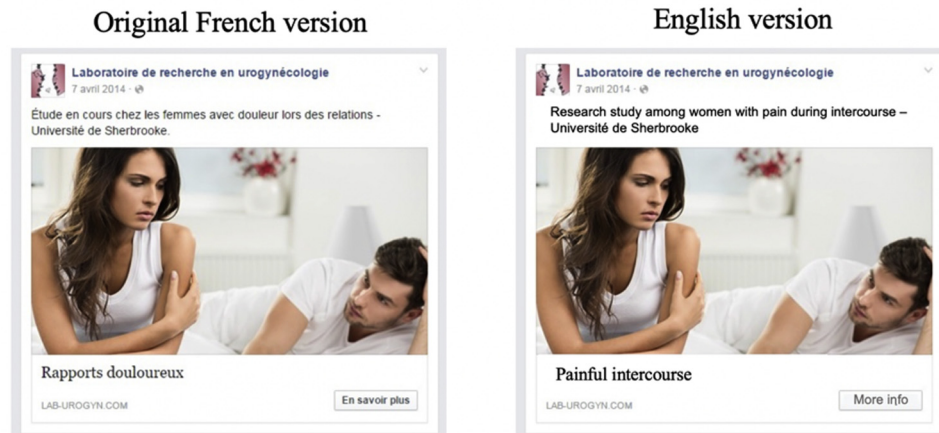 Original French version
Laboratoire de recherche en urogynécologie
7 avril 2014 ·
Étude en cours chez les femmes avec douleur lors des relations -
Université de Sherbrooke.
Rapports douloureux
LAB-UROGYN.COM
En savoir plus
English version
Laboratoire de recherche en urogynécologie
7 avril 2014 ·
Research study among women with pain during intercourse –
Université de Sherbrooke
Painful intercourse
LAB-UROGYN.COM
More info